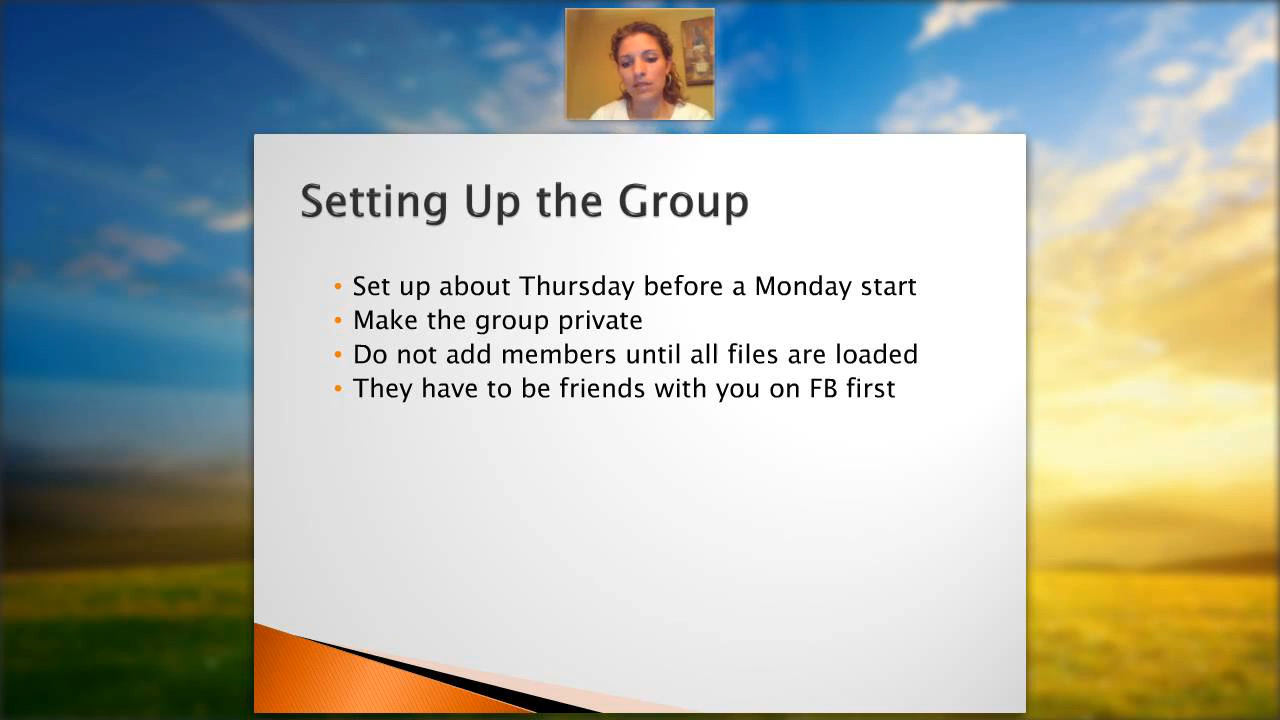 Setting Up the Group
• Set up about Thursday before a Monday start
• Make the group private
• Do not add members until all files are loaded
• They have to be friends with you on FB first